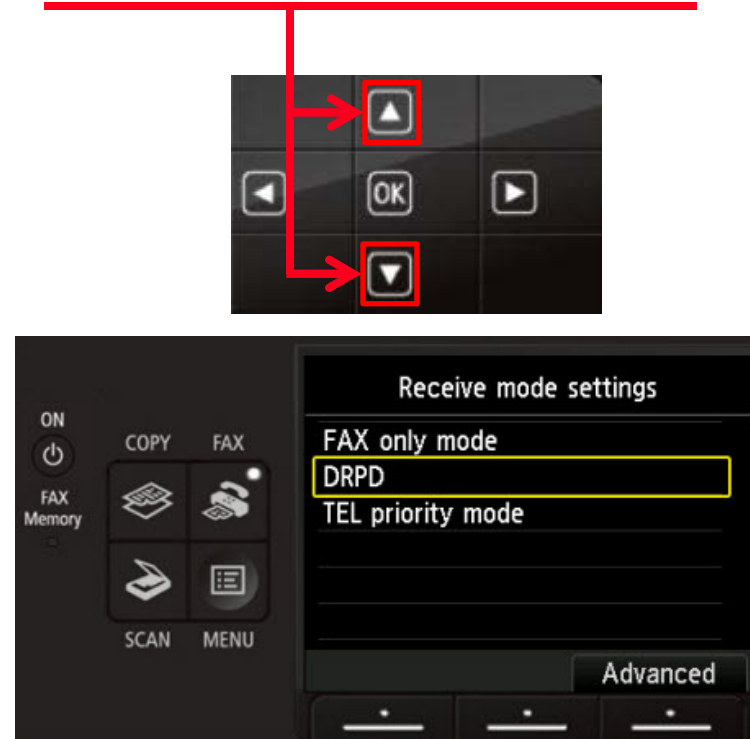 OK
Receive mode settings
ON
COPY FAX
FAX only mode
DRPD
FAX
Memory
TEL priority mode
SCAN MENU
Advanced